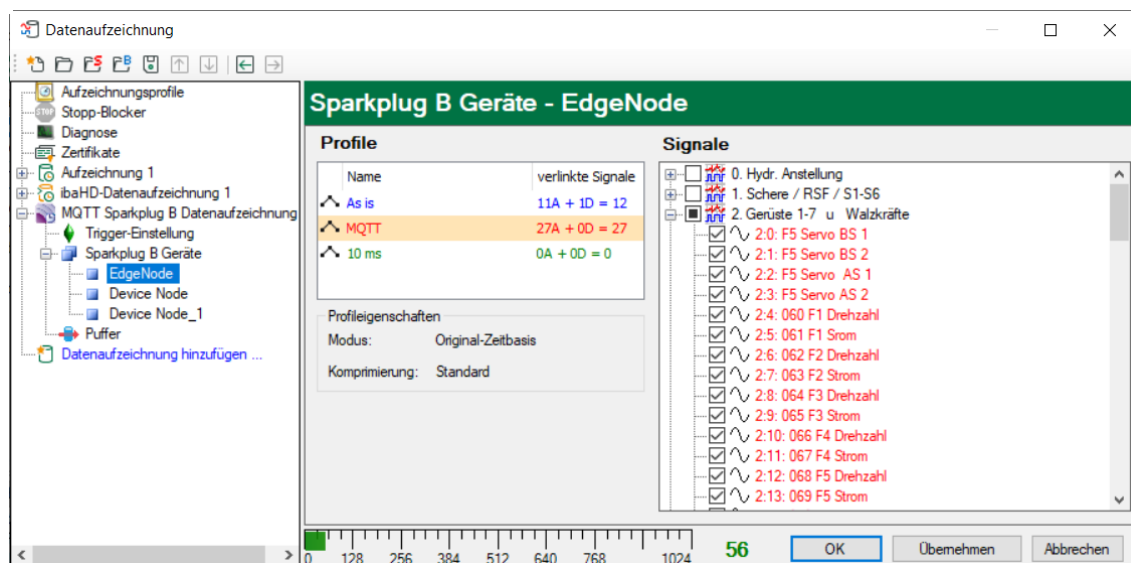 Datenaufzeichnung
Aufzeichnungsprofile
Stopp-Blocker
Diagnose
Zertifikate
Aufzeichnung 1
ibaHD-Datenaufzeichnung 1
MQTT Sparkplug B Datenaufzeichnung
Trigger-Einstellung
Sparkplug B Geräte
EdgeNode
Device Node
Device Node_1
Puffer
Datenaufzeichnung hinzufügen ...
Sparkplug B Geräte - EdgeNode
Profile
Name verlinkte Signale
As is 11A + 1D = 12
MQTT 27A + 0D = 27
10 ms 0A + 0D = 0
Profileigenschaften
Modus: Original-Zeitbasis
Komprimierung: Standard
Signale
0. Hydr. Anstellung
1. Schere / RSF / S1-S6
2. Gerüste 1-7 u Walzkräfte
2:0: F5 Servo BS 1
2:1: F5 Servo BS 2
2:2: F5 Servo AS 1
2:3: F5 Servo AS 2
2:4: 060 F1 Drehzahl
2:5: 061 F1 Srom
2:6: 062 F2 Drehzahl
2:7: 063 F2 Strom
2:8: 064 F3 Drehzahl
2:9: 065 F3 Strom
2:10: 066 F4 Drehzahl
2:11: 067 F4 Strom
2:12: 068 F5 Drehzahl
2:13: 069 F5 Strom
0 128 256 384 512 640 768 1024
56
OK Übernehmen Abbrechen